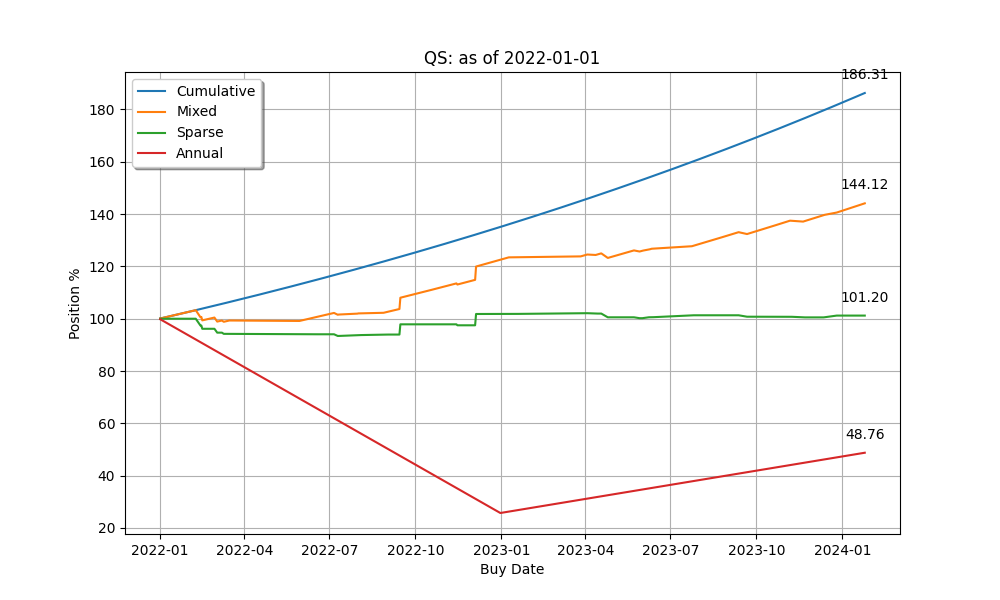 QS: as of 2022-01-01
Cumulative
Mixed
Sparse
Annual
186.31
144.12
101.20
48.76
Position %
180
160
140
120
100
80
60
40
20
2022-01 2022-04 2022-07 2022-10 2023-01 2023-04 2023-07 2023-10 2024-01
Buy Date